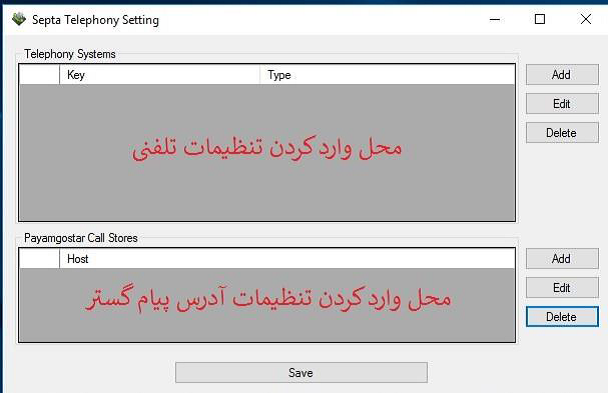 Septa Telephony Setting
Telephony Systems
Key Type
Add
Edit
Delete
محل وارد کردن تنظیمات تلفنی
Payamgostar Call Stores
Host
Add
Edit
Delete
محل وارد کردن تنظیمات آدرس پیام گستر
Save